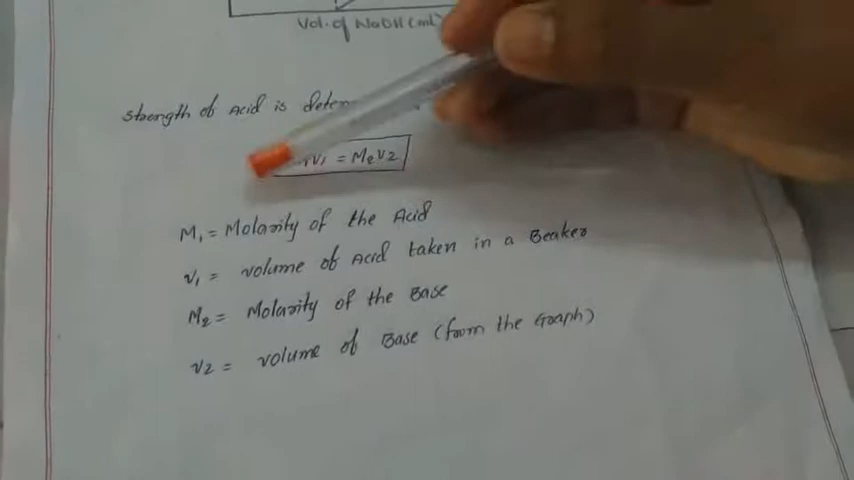 Vol. of NaOH (ml)
Strength of Acid is
V1 = M2V2
M1 = Molarity of the Acid
V1 = volume of Acid taken in a Beaker
M2 = Molarity of the Base
V2 = volume of Base (from the Graph)